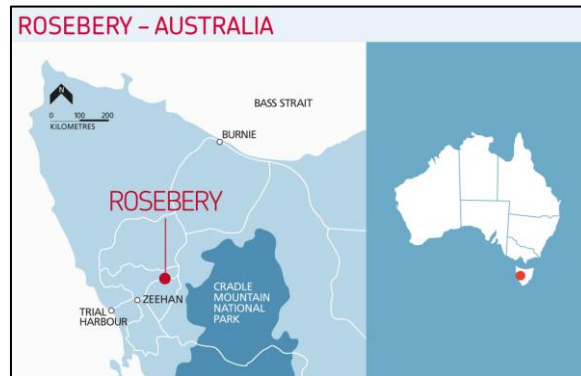 ROSEBERY – AUSTRALIA
N
0 100 200
KILOMETRES
BASS STRAIT
BURNIE
ROSEBERY
ZEEHAN
TRIAL
HARBOUR
CRADLE
MOUNTAIN
NATIONAL
PARK